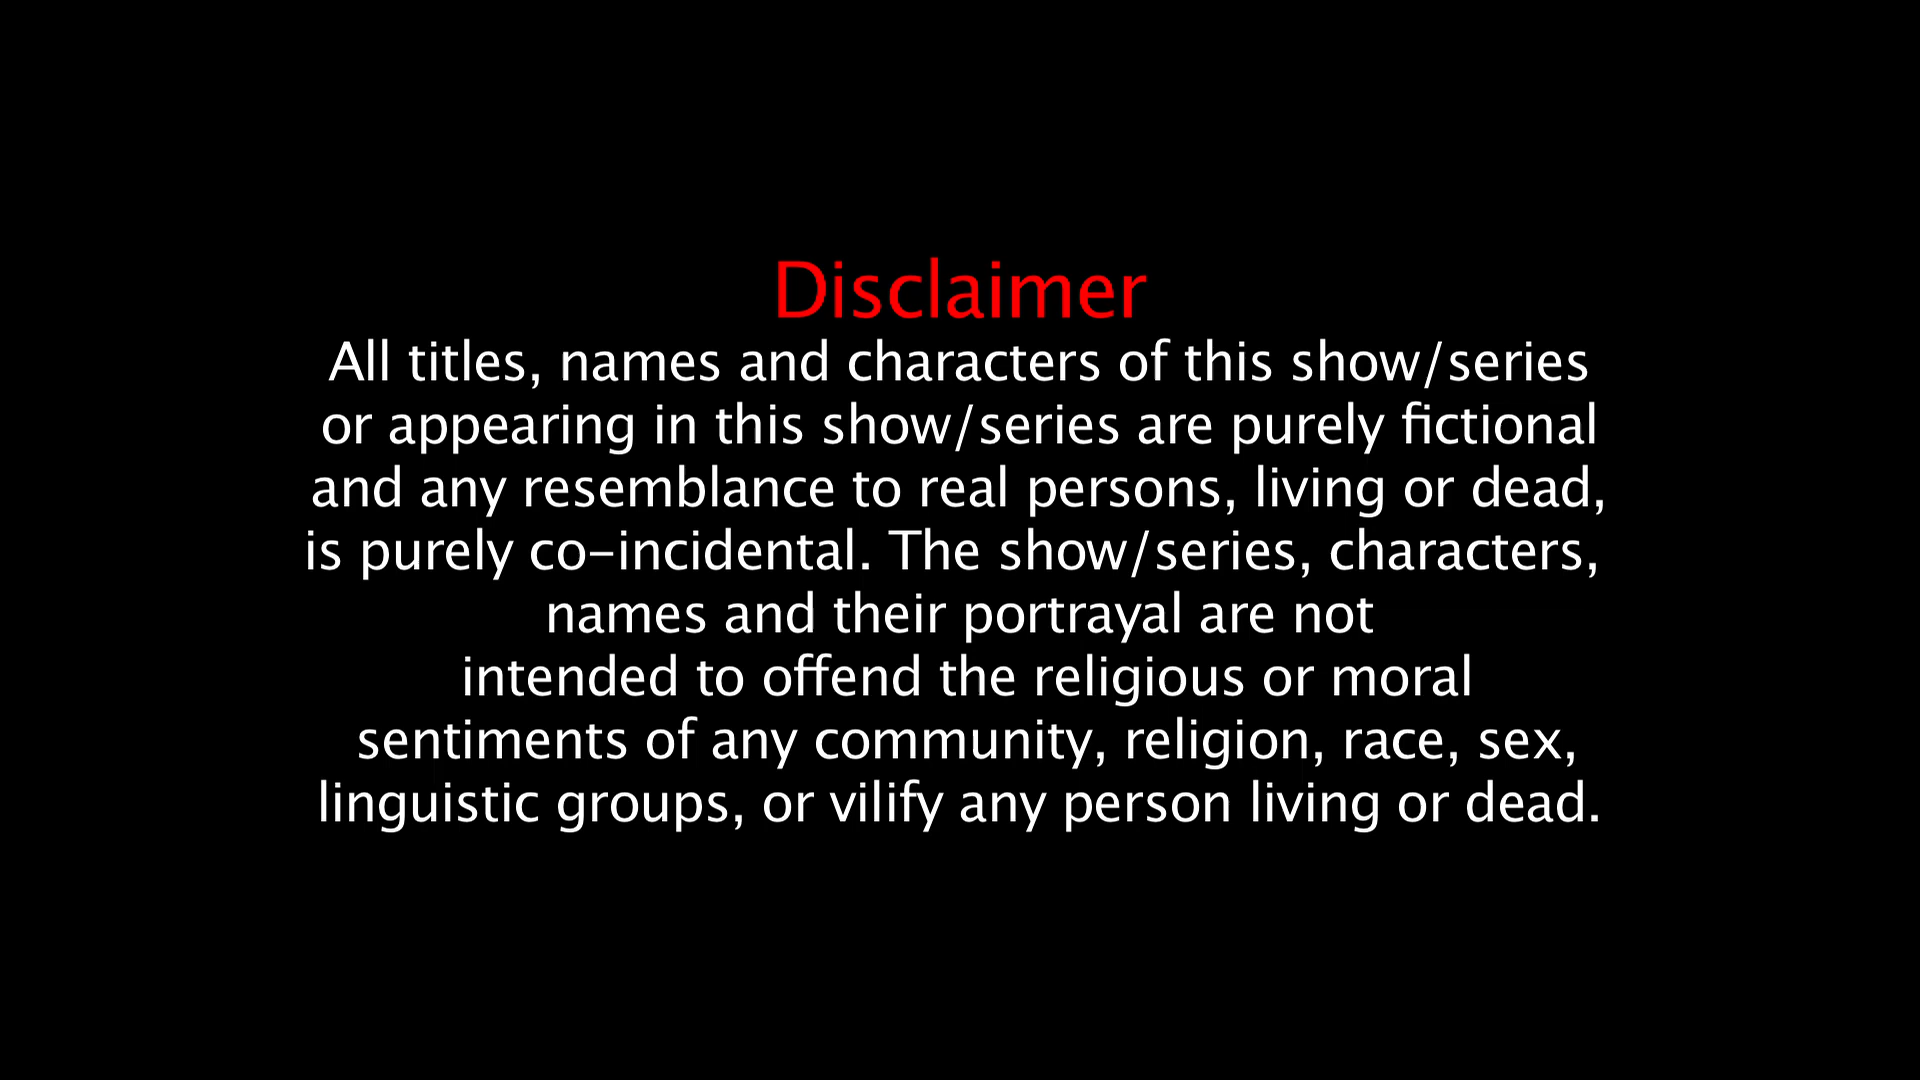 Disclaimer
All titles, names and characters of this show/series
or appearing in this show/series are purely fictional
and any resemblance to real persons, living or dead,
is purely co-incidental. The show/series, characters,
names and their portrayal are not
intended to offend the religious or moral
sentiments of any community, religion, race, sex,
linguistic groups, or vilify any person living or dead.